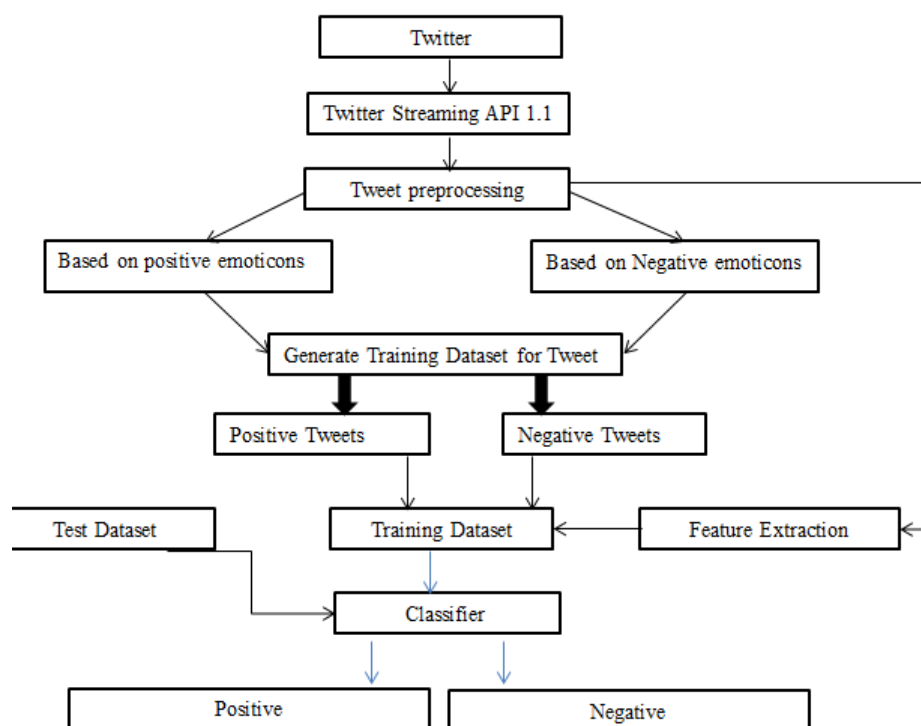 Twitter
Twitter Streaming API 1.1
Tweet preprocessing
Based on positive emoticons
Based on Negative emoticons
Generate Training Dataset for Tweet
Positive Tweets
Negative Tweets
Test Dataset
Training Dataset
Feature Extraction
Classifier
Positive
Negative